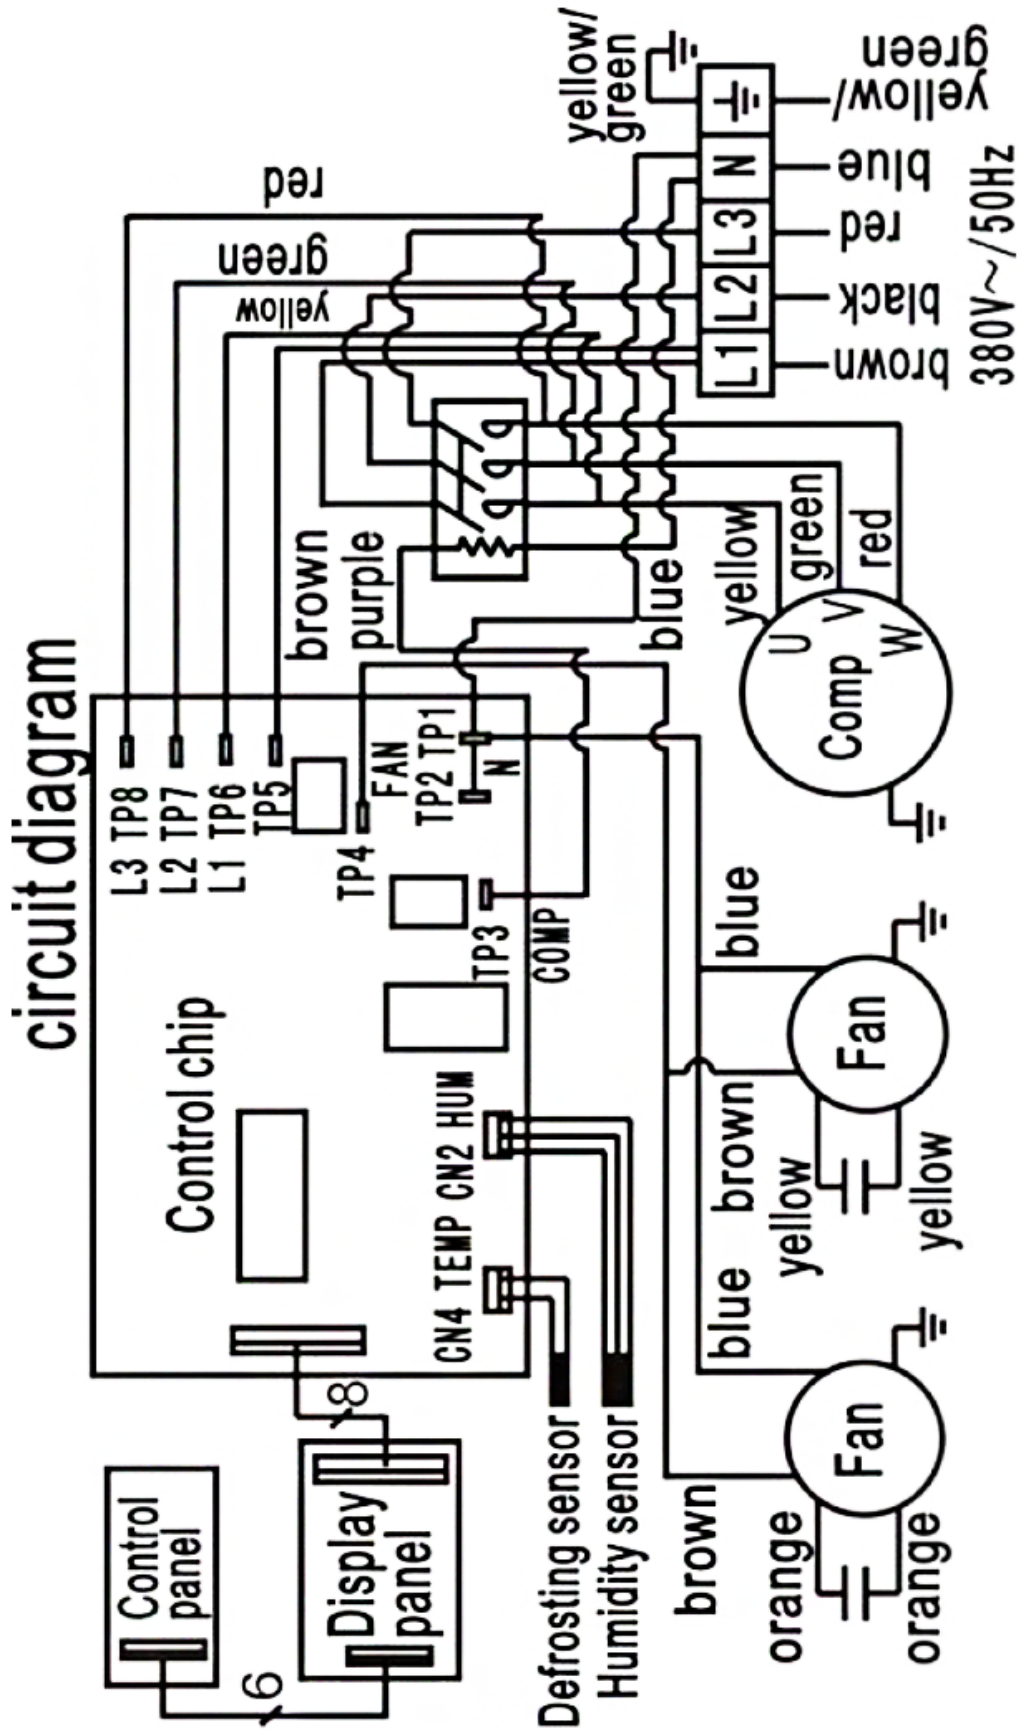 circuit diagram
Control
panel
6
Display
panel
8
Control chip
L3 TP8
L2 TP7
L1 TP6
TP5
TP4
FAN
TP2 TP1
N
TP3
COMP
CN4 TEMP CN2 HUM
Defrosting sensor
Humidity sensor
red
green
yellow
brown
purple
blue
yellow/
green
L1
L2
L3
N
brown
black
red
blue
yellow/
green
380V~/50Hz
yellow
green
red
U
V
W
Comp
blue
Fan
brown
yellow
yellow
blue
Fan
brown
orange
orange